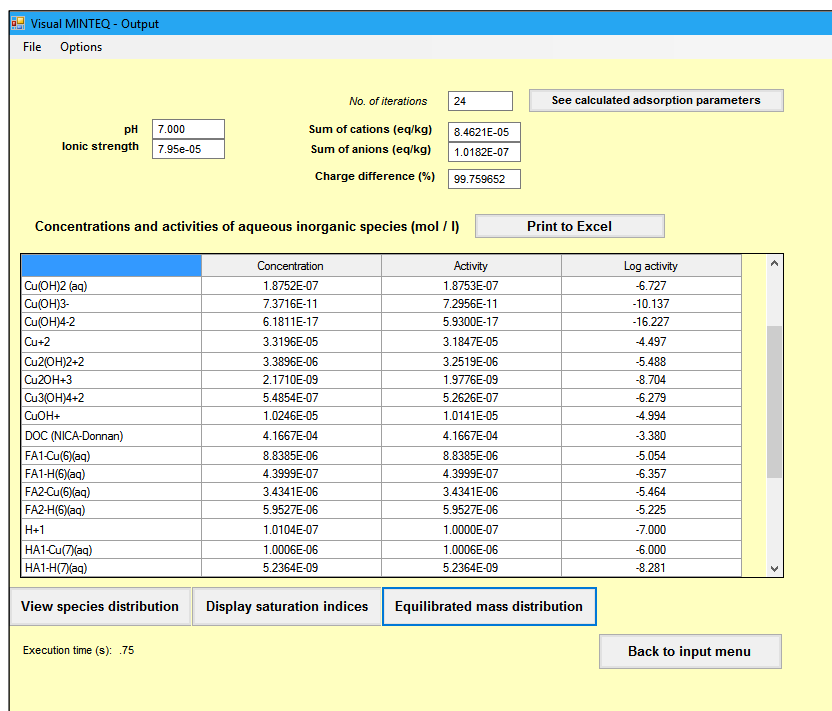 Visual MINTEQ - Output
File Options
No. of iterations 24 See calculated adsorption parameters
pH 7.000 Sum of cations (eq/kg) 8.4621E-05
Ionic strength 7.95e-05 Sum of anions (eq/kg) 1.0182E-07
Charge difference (%) 99.759652
Concentrations and activities of aqueous inorganic species (mol / l) Print to Excel
Concentration Activity Log activity
Cu(OH)2 (aq) 1.8752E-07 1.8753E-07 -6.727
Cu(OH)3- 7.3716E-11 7.2956E-11 -10.137
Cu(OH)4-2 6.1811E-17 5.9300E-17 -16.227
Cu+2 3.3196E-05 3.1847E-05 -4.497
Cu2(OH)2+2 3.3896E-06 3.2519E-06 -5.488
Cu2OH+3 2.1710E-09 1.9776E-09 -8.704
Cu3(OH)4+2 5.4854E-07 5.2626E-07 -6.279
CuOH+ 1.0246E-05 1.0141E-05 -4.994
DOC (NICA-Donnan) 4.1667E-04 4.1667E-04 -3.380
FA1-Cu(6)(aq) 8.8385E-06 8.8385E-06 -5.054
FA1-H(6)(aq) 4.3999E-07 4.3999E-07 -6.357
FA2-Cu(6)(aq) 3.4341E-06 3.4341E-06 -5.464
FA2-H(6)(aq) 5.9527E-06 5.9527E-06 -5.225
H+1 1.0104E-07 1.0000E-07 -7.000
HA1-Cu(7)(aq) 1.0006E-06 1.0006E-06 -6.000
HA1-H(7)(aq) 5.2364E-09 5.2364E-09 -8.281
View species distribution Display saturation indices Equilibrated mass distribution
Execution time (s): .75 Back to input menu